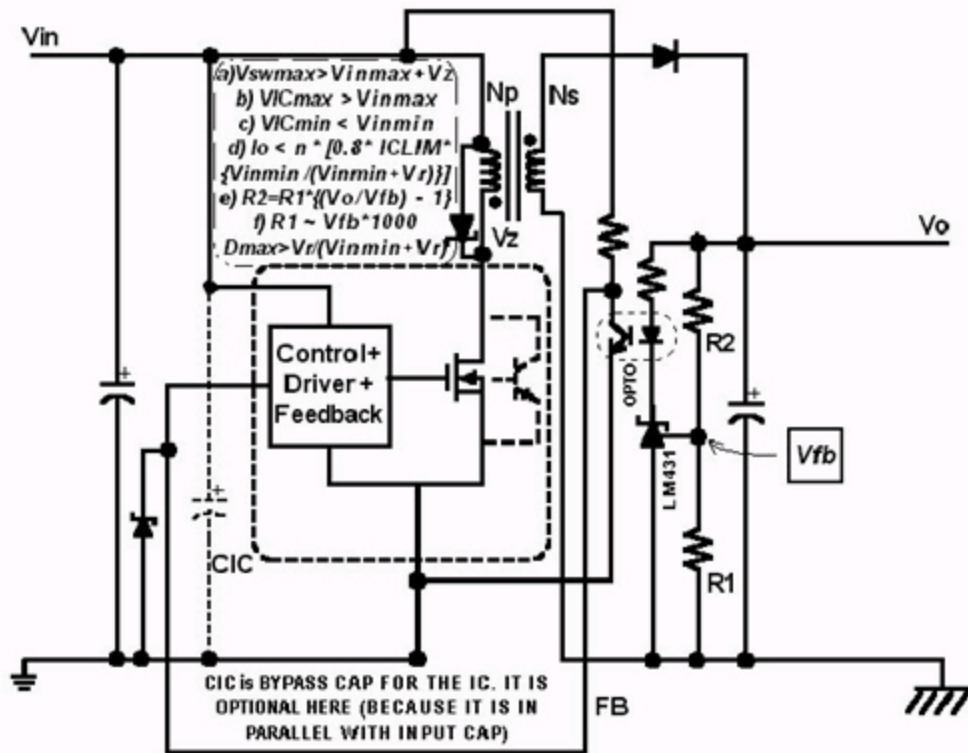 Vin
a)Vswmax>Vinmax+Vz
b) VICmax > Vinmax
c) VICmin < Vinmin
d) Io < n * [0.8* ICLIM*
{Vinmin /(Vinmin+Vr)}]
e) R2=R1*{(Vo/Vfb) - 1}
f) R1 ~ Vfb*1000
Dmax>Vr/(Vinmin+Vr)
Np
Ns
Vz
Vo
Control+
Driver+
Feedback
OPTO
R2
LM431
Vfb
R1
CIC
CIC is BYPASS CAP FOR THE IC. IT IS
OPTIONAL HERE (BECAUSE IT IS IN
PARALLEL WITH INPUT CAP)
FB
+
+
+